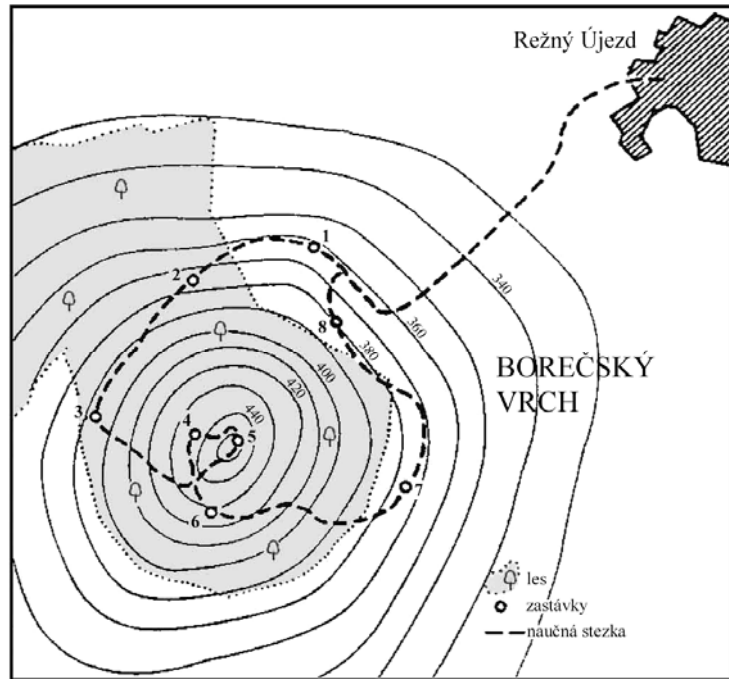 Režný Újezd
1
2
340
360
8
380
BOREČSKÝ
VRCH
400
420
3
4
440
5
7
6
les
zastávky
naučná stezka